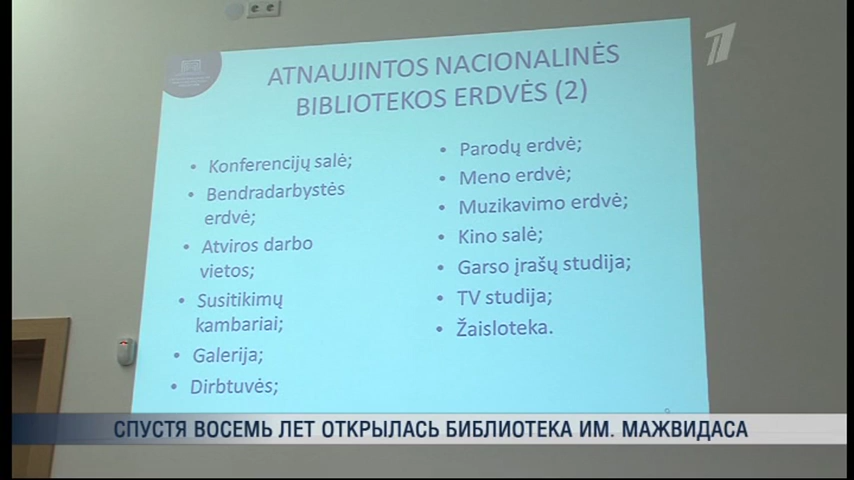 ATNAUJINTOS NACIONALINĖS
BIBLIOTEKOS ERDVĖS (2)
• Konferencijų salė;
• Bendradarbystės
erdvė;
• Atviros darbo
vietos;
• Susitikimų
kambariai;
• Galerija;
• Dirbtuvės;
• Parodų erdvė;
• Meno erdvė;
• Muzikavimo erdvė;
• Kino salė;
• Garso įrašų studija;
• TV studija;
• Žaisloteka.
СПУСТЯ ВОСЕМЬ ЛЕТ ОТКРЫЛАСЬ БИБЛИОТЕКА ИМ. МАЖВИДАСА